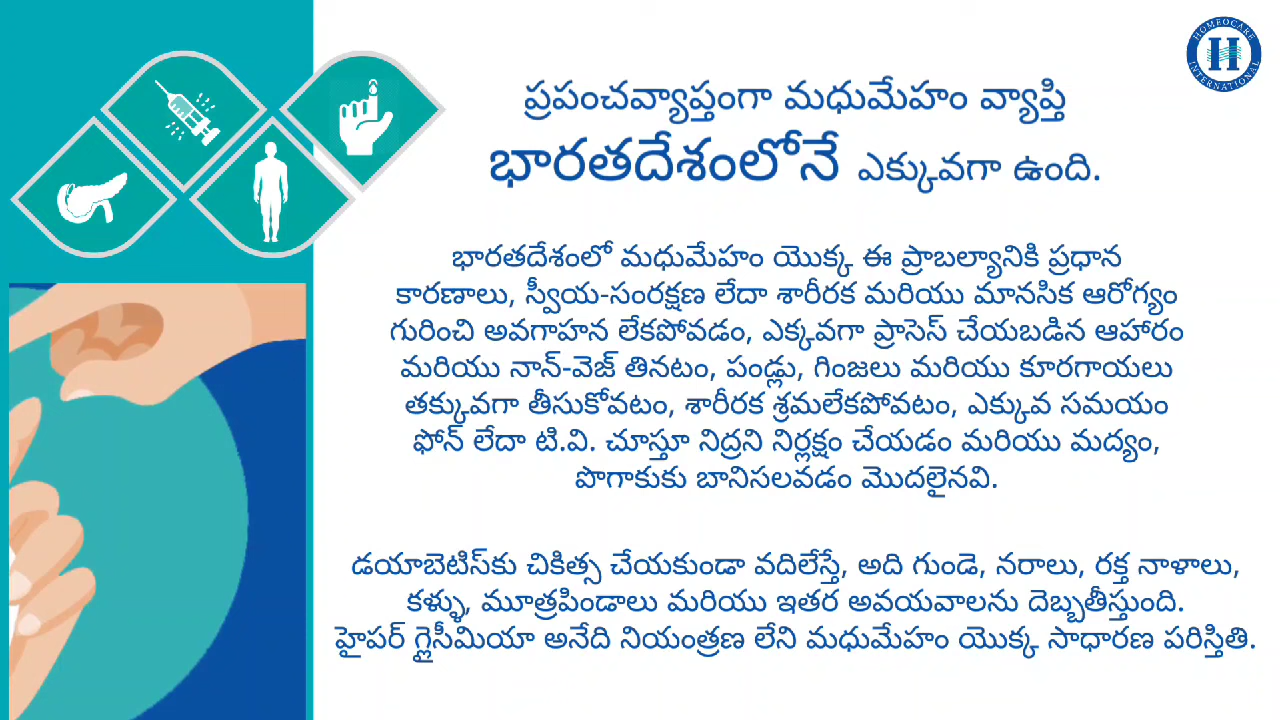 HOMEOCARE INTERNATIONAL
H
ప్రపంచవ్యాప్తంగా మధుమేహం వ్యాప్తి
భారతదేశంలోనే ఎక్కువగా ఉంది.
భారతదేశంలో మధుమేహం యొక్క ఈ ప్రాబల్యానికి ప్రధాన
కారణాలు, స్వీయ-సంరక్షణ లేదా శారీరక మరియు మానసిక ఆరోగ్యం
గురించి అవగాహన లేకపోవడం, ఎక్కవగా ప్రాసెస్ చేయబడిన ఆహారం
మరియు నాన్-వెజ్ తినటం, పండ్లు, గింజలు మరియు కూరగాయలు
తక్కువగా తీసుకోవటం, శారీరక శ్రమలేకపోవటం, ఎక్కువ సమయం
ఫోన్ లేదా టి.వి. చూస్తూ నిద్రని నిర్లక్షం చేయడం మరియు మద్యం,
పొగాకుకు బానిసలవడం మొదలైనవి.
డయాబెటిస్‌కు చికిత్స చేయకుండా వదిలేస్తే, అది గుండె, నరాలు, రక్త నాళాలు,
కళ్ళు, మూత్రపిండాలు మరియు ఇతర అవయవాలను దెబ్బతీస్తుంది.
హైపర్ గ్లైసీమియా అనేది నియంత్రణ లేని మధుమేహం యొక్క సాధారణ పరిస్తితి.